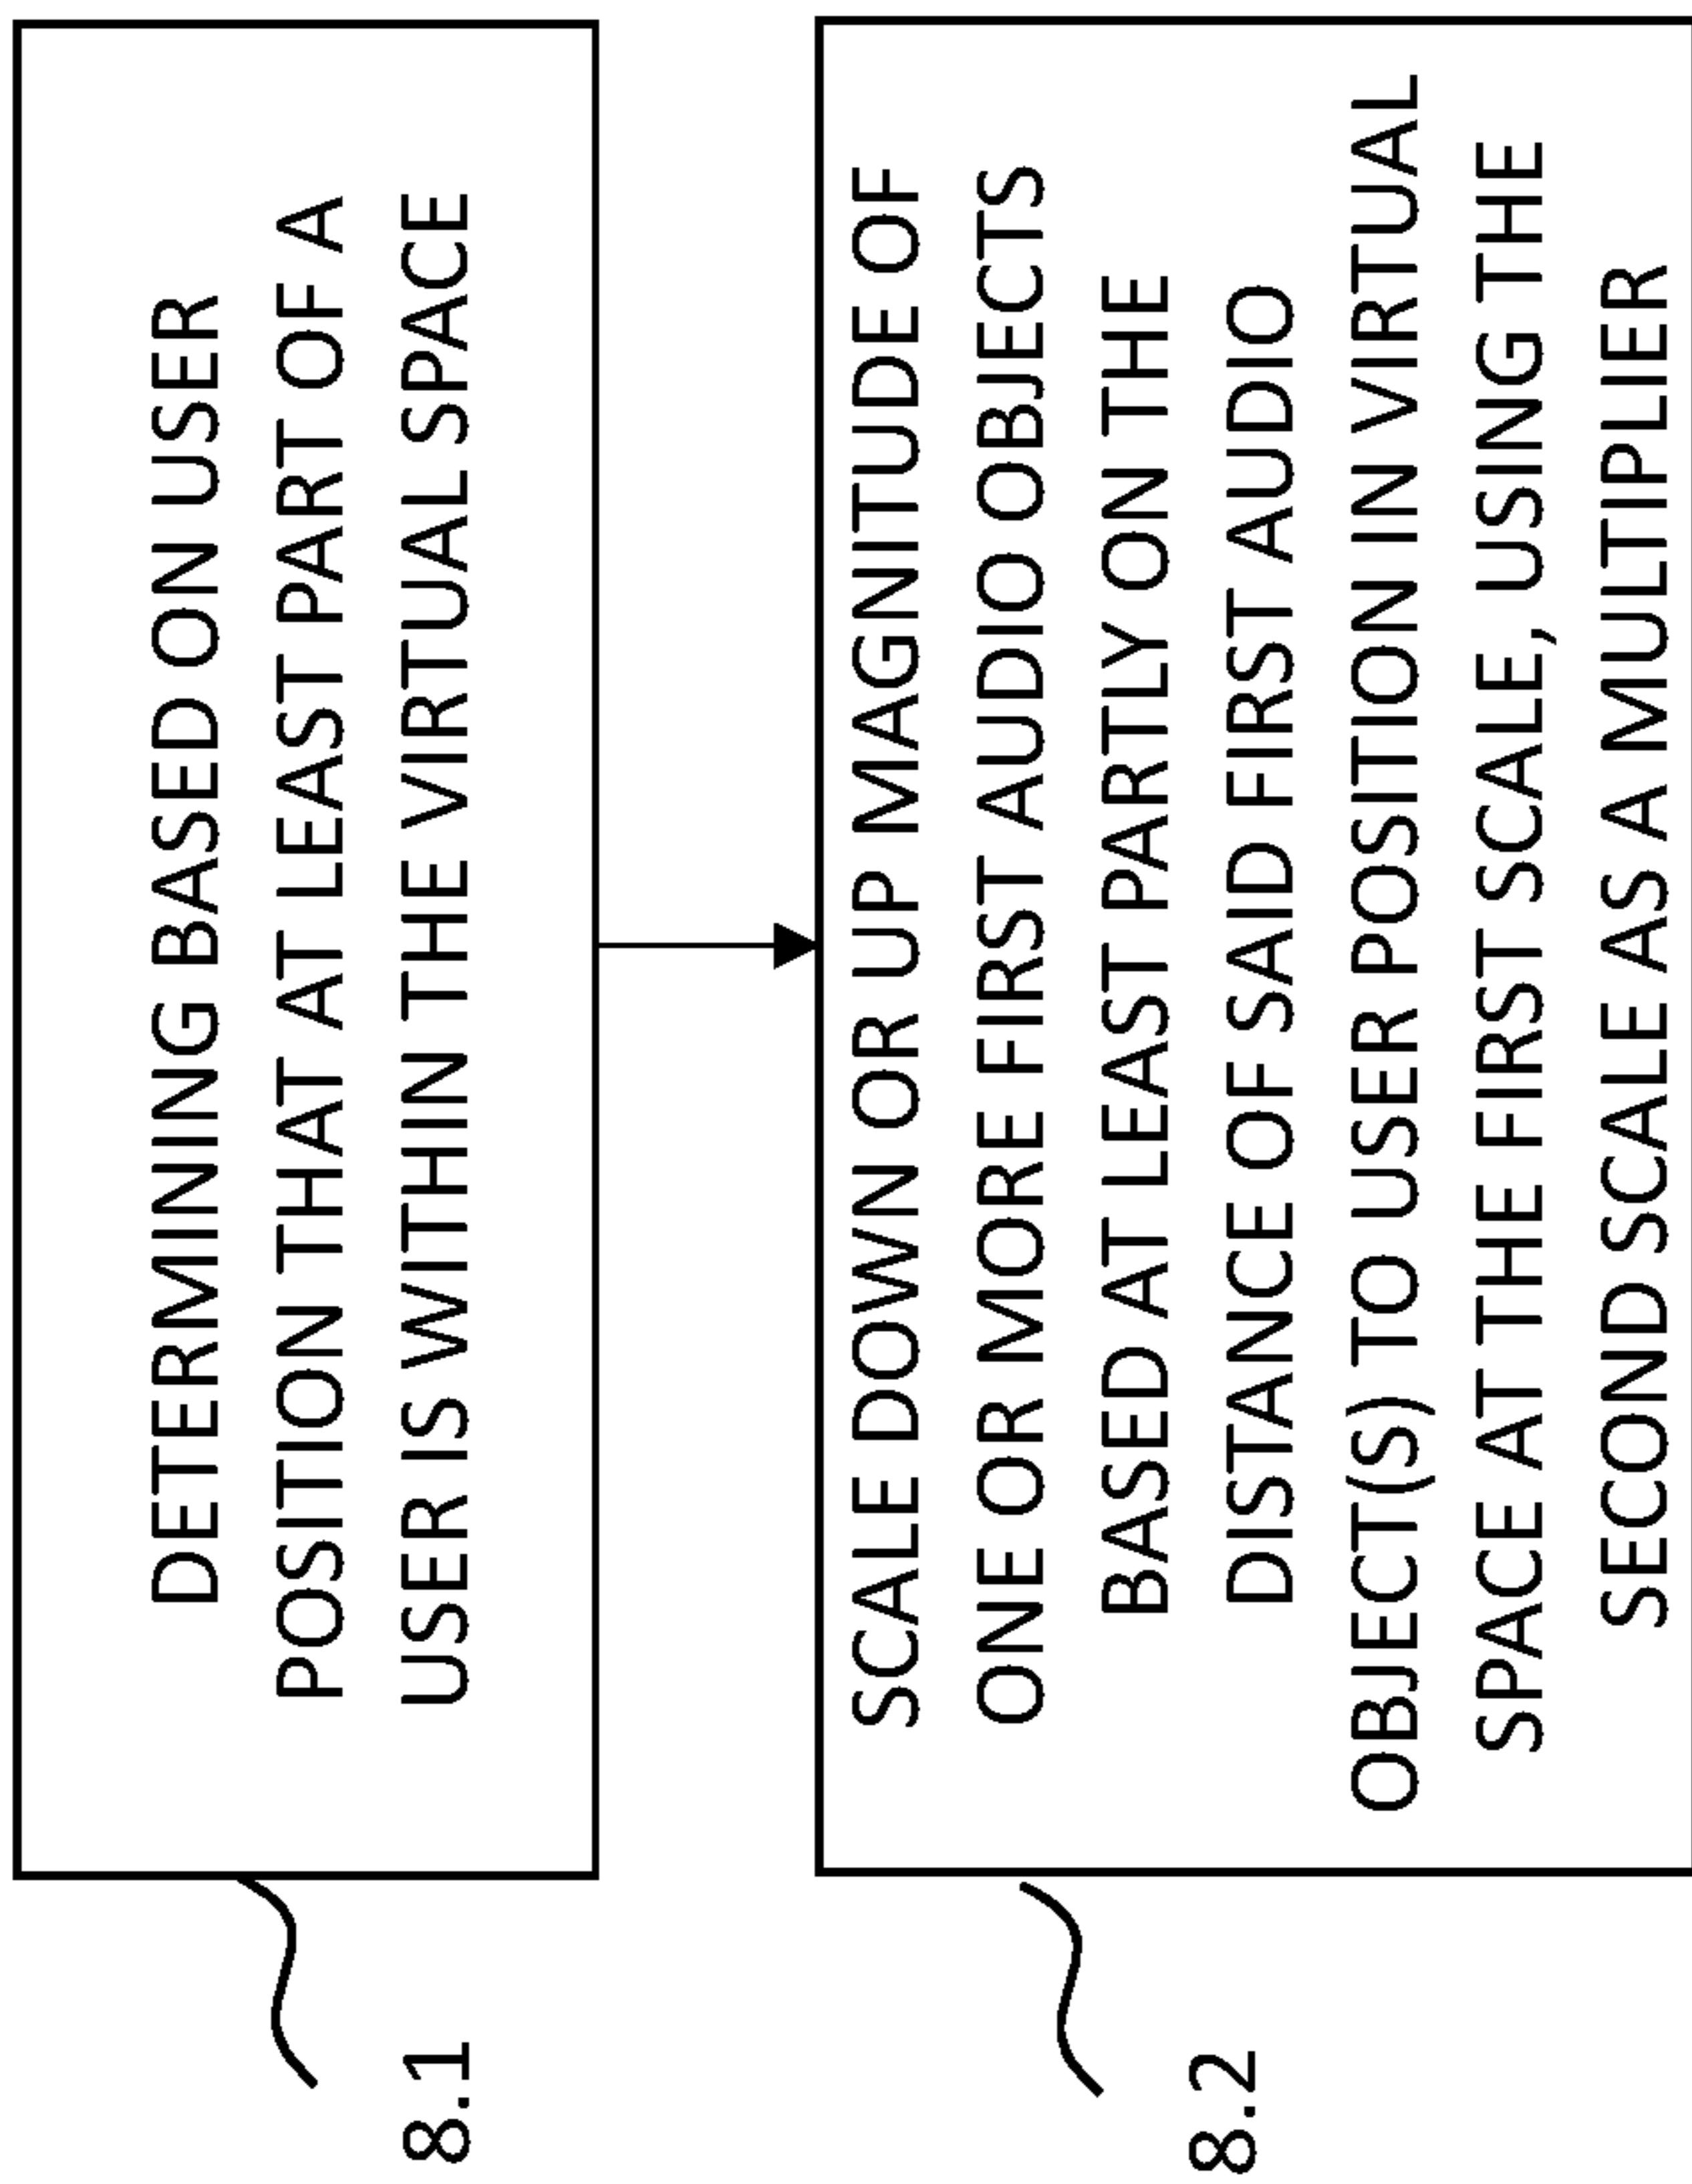 DETERMINING BASED ON USER
POSITION THAT AT LEAST PART OF A
USER IS WITHIN THE VIRTUAL SPACE
8.1
SCALE DOWN OR UP MAGNITUDE OF
ONE OR MORE FIRST AUDIO OBJECTS
BASED AT LEAST PARTLY ON THE
DISTANCE OF SAID FIRST AUDIO
OBJECT(S) TO USER POSITION IN VIRTUAL
SPACE AT THE FIRST SCALE, USING THE
SECOND SCALE AS A MULTIPLIER
8.2